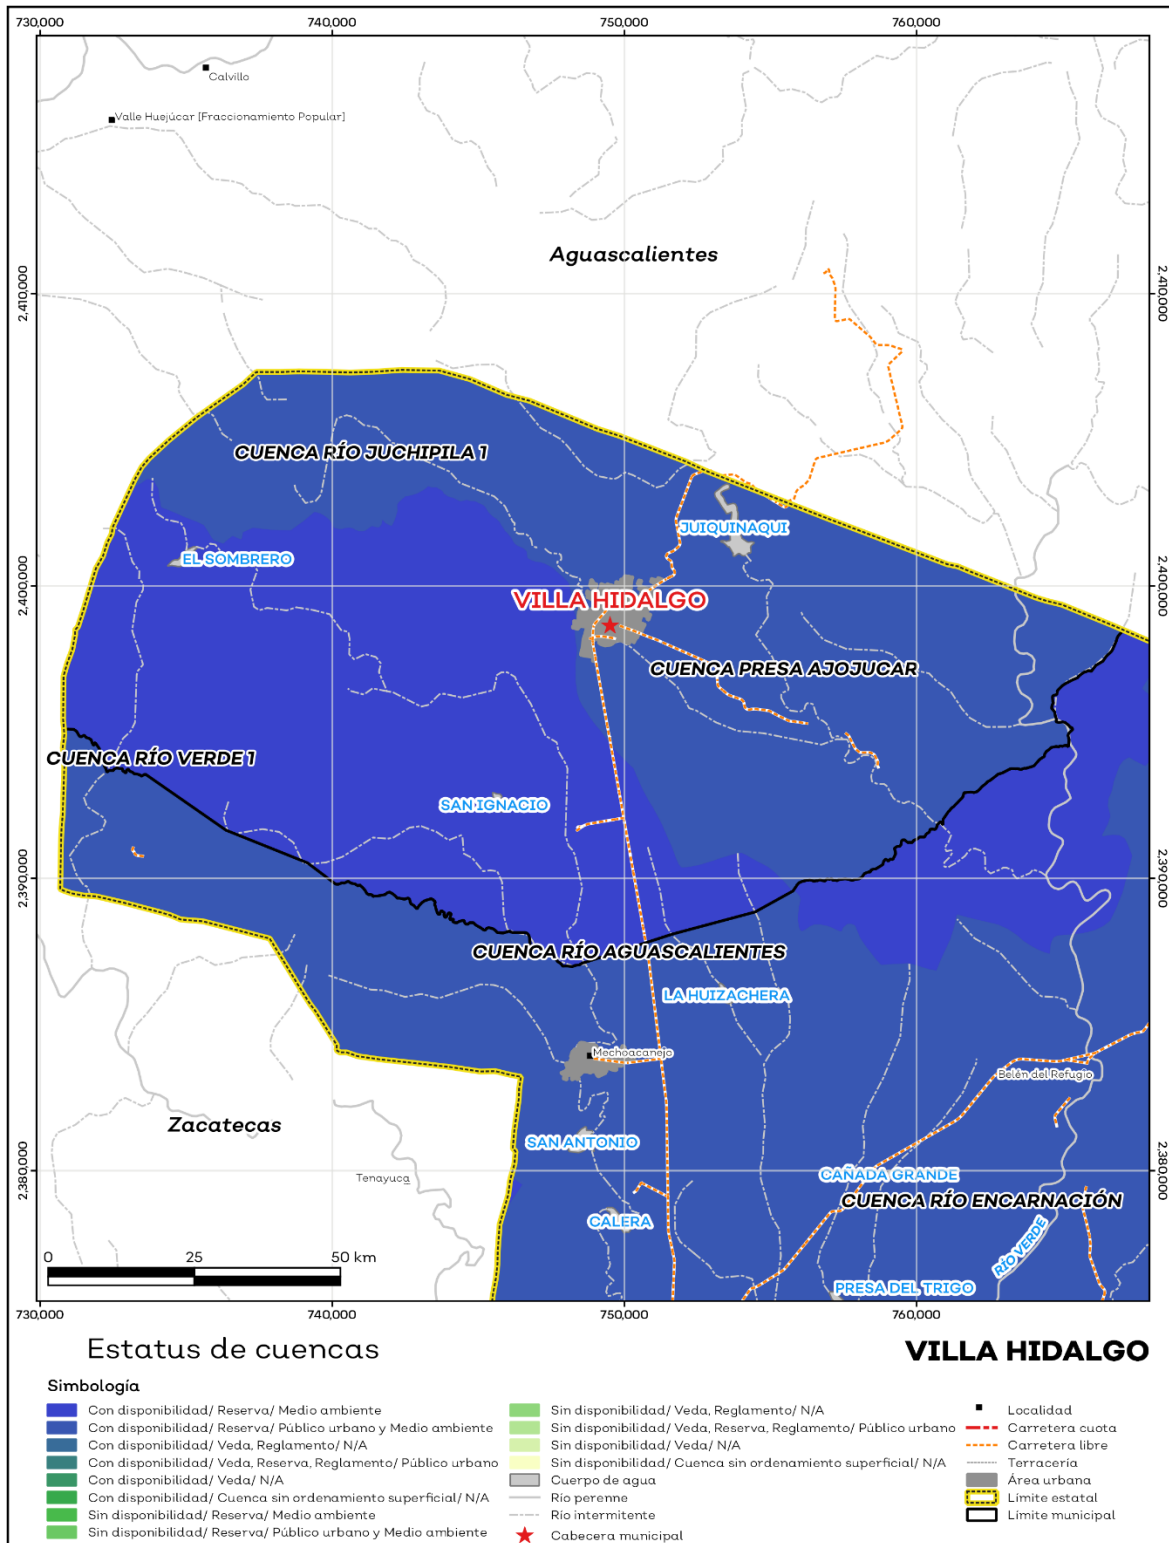 730,000 740,000 750,000 760,000
Calvillo
Valle Huejúcar [Fraccionamiento Popular]
Aguascalientes
2,410,000 2,410,000
CUENCA RÍO JUCHIPILA 1
JUIQUINAQUI
EL SOMBRERO
2,400,000 2,400,000
VILLA HIDALGO
CUENCA PRESA AJOJUCAR
CUENCA RÍO VERDE 1
SAN IGNACIO
2,390,000 2,390,000
CUENCA RÍO AGUASCALIENTES
LA HUIZACHERA
Mechoacanejo
Belén del Refugio
Zacatecas
SAN ANTONIO
2,380,000 2,380,000
Tenayuca
CAÑADA GRANDE
CUENCA RÍO ENCARNACIÓN
CALERA
RÍO VERDE
0 25 50 km
PRESA DEL TRIGO
730,000 740,000 750,000 760,000
Estatus de cuencas
VILLA HIDALGO
Simbología
Con disponibilidad/ Reserva/ Medio ambiente
Con disponibilidad/ Reserva/ Público urbano y Medio ambiente
Con disponibilidad/ Veda, Reglamento/ N/A
Con disponibilidad/ Veda, Reserva, Reglamento/ Público urbano
Con disponibilidad/ Veda/ N/A
Con disponibilidad/ Cuenca sin ordenamiento superficial/ N/A
Sin disponibilidad/ Reserva/ Medio ambiente
Sin disponibilidad/ Reserva/ Público urbano y Medio ambiente
Sin disponibilidad/ Veda, Reglamento/ N/A
Sin disponibilidad/ Veda, Reserva, Reglamento/ Público urbano
Sin disponibilidad/ Veda/ N/A
Sin disponibilidad/ Cuenca sin ordenamiento superficial/ N/A
Cuerpo de agua
Río perenne
Río intermitente
Cabecera municipal
Localidad
Carretera cuota
Carretera libre
Terracería
Área urbana
Límite estatal
Límite municipal